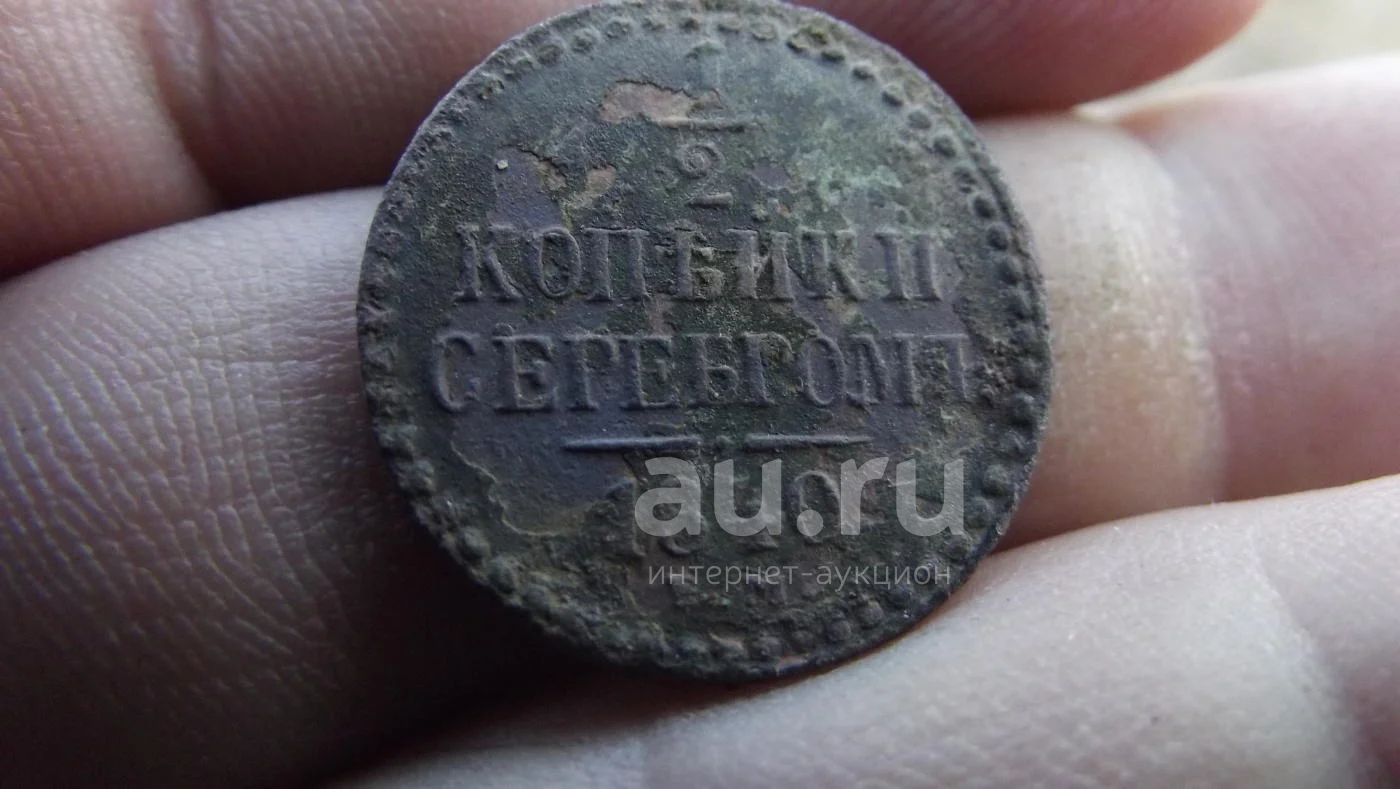 1
2
КОПѢЙКИ
СЕРЕБРОМЪ
au.ru
интернет-аукцион